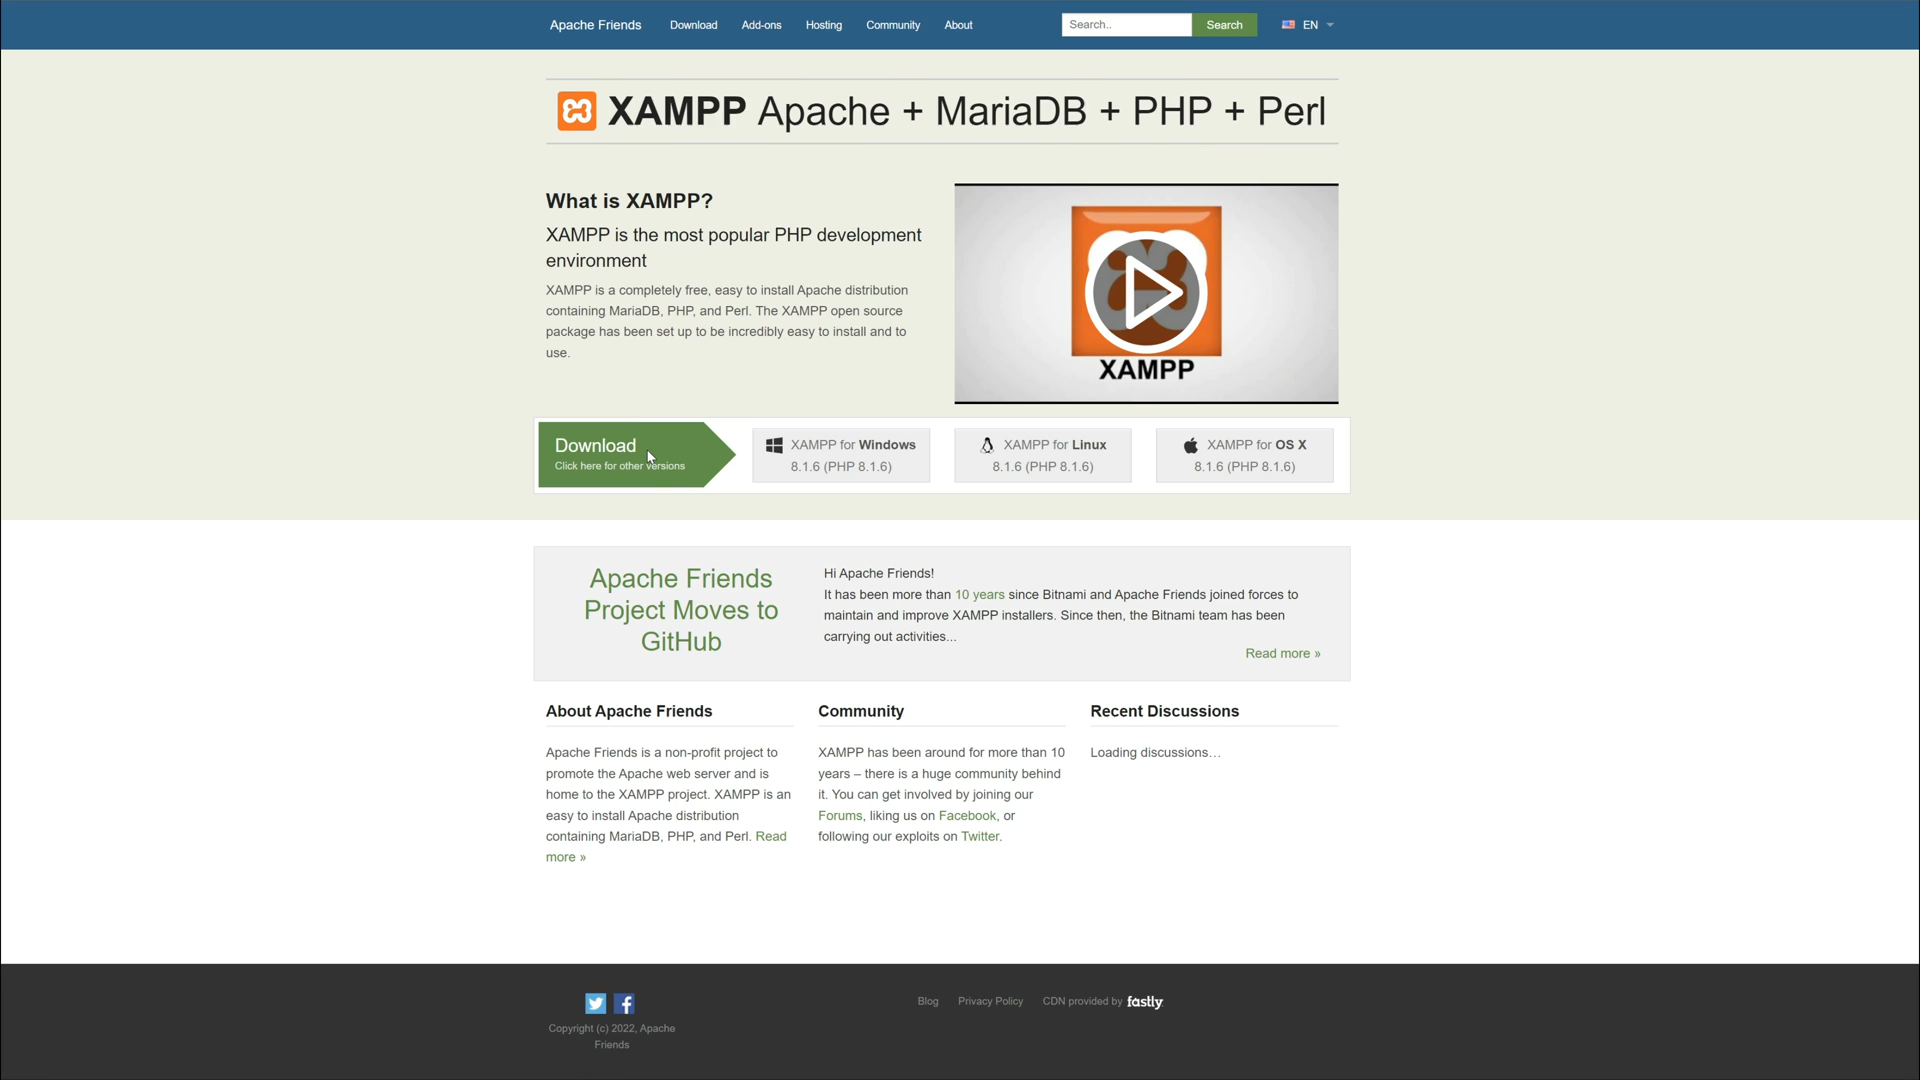 Apache Friends Download Add-ons Hosting Community About Search.. Search EN
XAMPP Apache + MariaDB + PHP + Perl
What is XAMPP?
XAMPP is the most popular PHP development
environment
XAMPP is a completely free, easy to install Apache distribution
containing MariaDB, PHP, and Perl. The XAMPP open source
package has been set up to be incredibly easy to install and to
use.
XAMPP
Download
Click here for other versions
XAMPP for Windows
8.1.6 (PHP 8.1.6)
XAMPP for Linux
8.1.6 (PHP 8.1.6)
XAMPP for OS X
8.1.6 (PHP 8.1.6)
Apache Friends
Project Moves to
GitHub
Hi Apache Friends!
It has been more than 10 years since Bitnami and Apache Friends joined forces to
maintain and improve XAMPP installers. Since then, the Bitnami team has been
carrying out activities...
Read more »
About Apache Friends
Apache Friends is a non-profit project to
promote the Apache web server and is
home to the XAMPP project. XAMPP is an
easy to install Apache distribution
containing MariaDB, PHP, and Perl. Read
more »
Community
XAMPP has been around for more than 10
years – there is a huge community behind
it. You can get involved by joining our
Forums, liking us on Facebook, or
following our exploits on Twitter.
Recent Discussions
Loading discussions…
Copyright (c) 2022, Apache
Friends
Blog Privacy Policy CDN provided by fastly